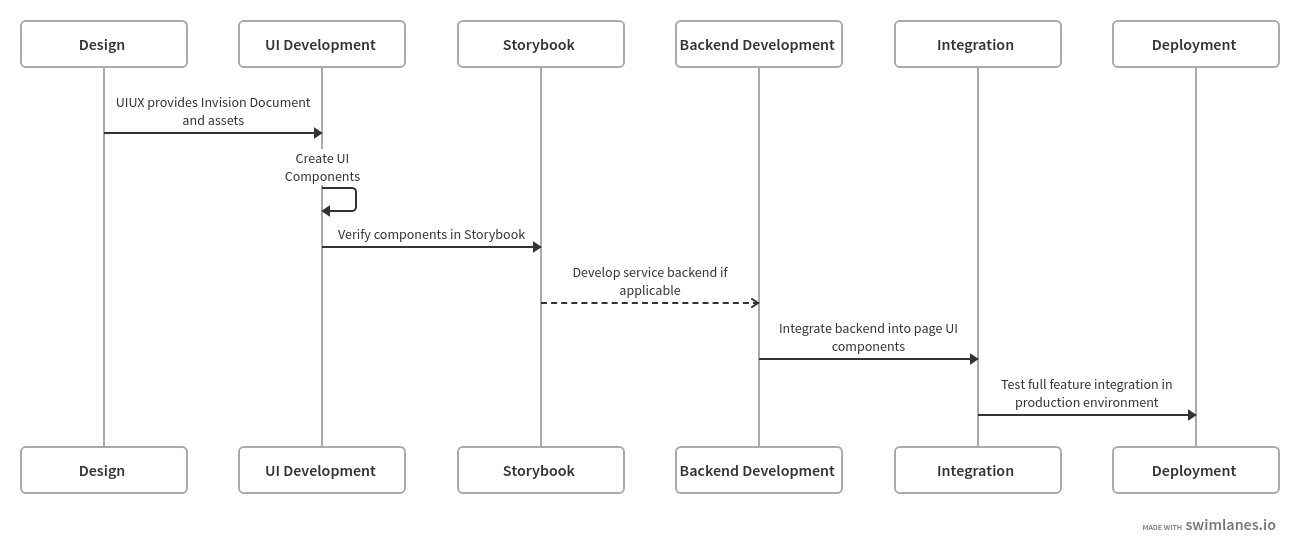 Design
UI Development
Storybook
Backend Development
Integration
Deployment
UIUX provides Invision Document
and assets
Create UI
Components
Verify components in Storybook
Develop service backend if
applicable
Integrate backend into page UI
components
Test full feature integration in
production environment
Design
UI Development
Storybook
Backend Development
Integration
Deployment
MADE WITH swimlanes.io